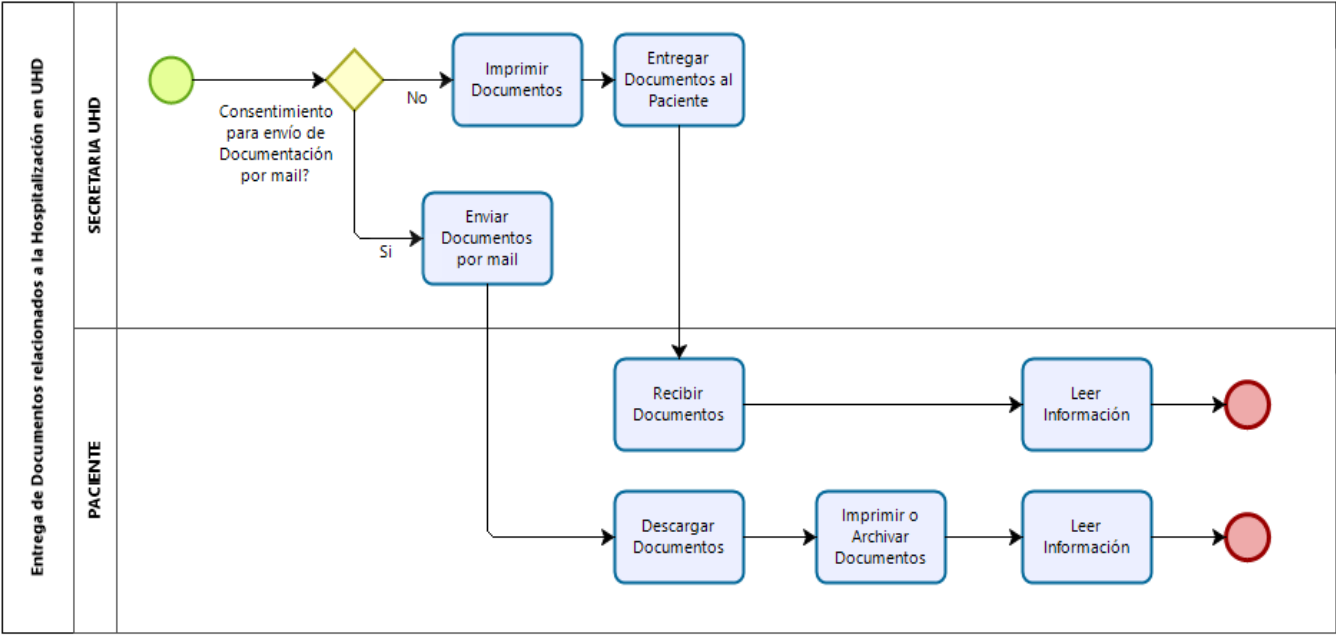 Entrega de Documentos relacionados a la Hospitalización en UHD
SECRETARIA UHD
Consentimiento
para envío de
Documentación
por mail?
No
Imprimir
Documentos
Entregar
Documentos al
Paciente
Si
Enviar
Documentos
por mail
PACIENTE
Recibir
Documentos
Leer
Información
Descargar
Documentos
Imprimir o
Archivar
Documentos
Leer
Información